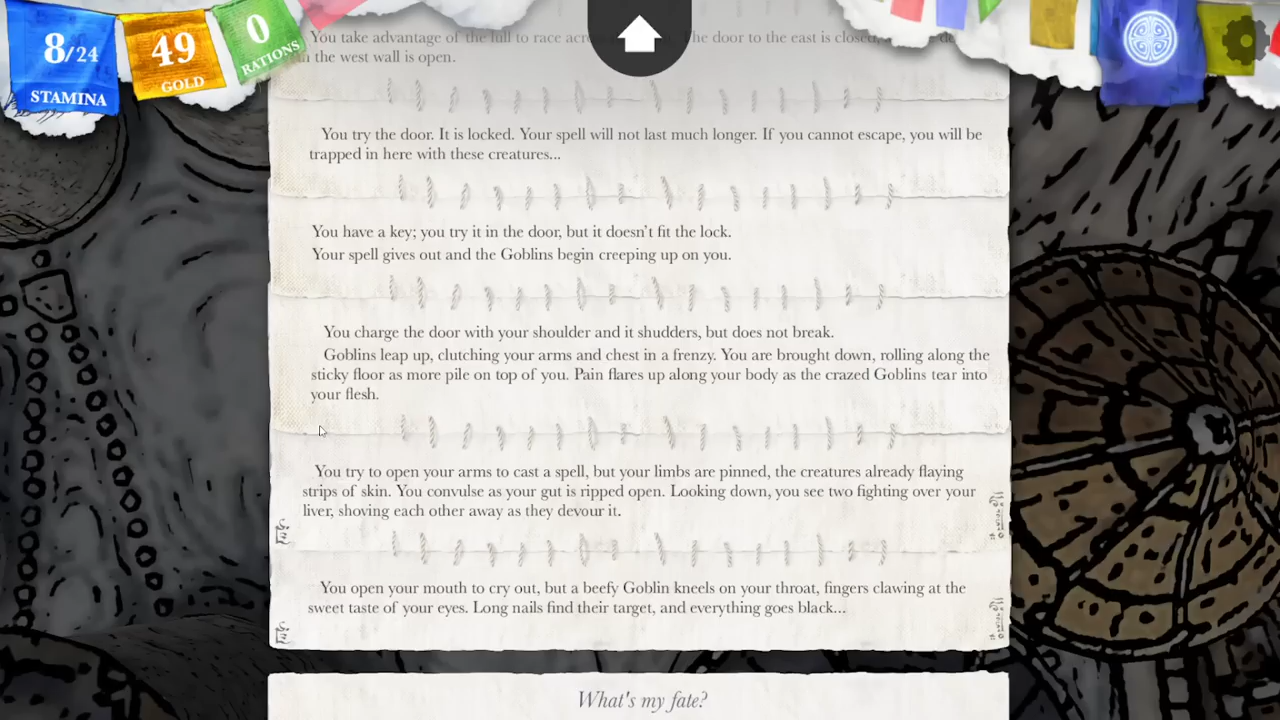 8/24
STAMINA
49
GOLD
0
RATIONS
You take advantage of the lull to race The door to the east is closed,
in the west wall is open.
You try the door. It is locked. Your spell will not last much longer. If you cannot escape, you will be
trapped in here with these creatures...
You have a key; you try it in the door, but it doesn't fit the lock.
Your spell gives out and the Goblins begin creeping up on you.
You charge the door with your shoulder and it shudders, but does not break.
Goblins leap up, clutching your arms and chest in a frenzy. You are brought down, rolling along the
sticky floor as more pile on top of you. Pain flares up along your body as the crazed Goblins tear into
your flesh.
You try to open your arms to cast a spell, but your limbs are pinned, the creatures already flaying
strips of skin. You convulse as your gut is ripped open. Looking down, you see two fighting over your
liver, shoving each other away as they devour it.
You open your mouth to cry out, but a beefy Goblin kneels on your throat, fingers clawing at the
sweet taste of your eyes. Long nails find their target, and everything goes black...
What's my fate?